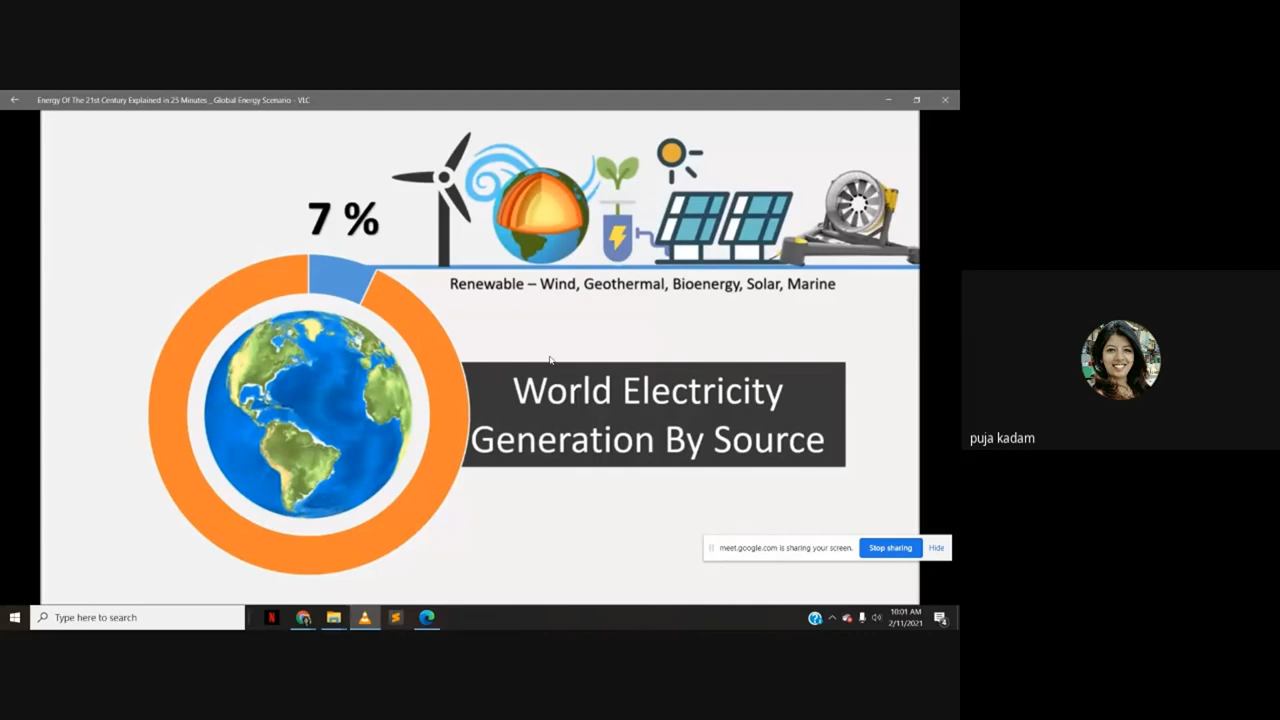 Energy Of The 21st Century Explained in 25 Minutes _ Global Energy Scenario - VLC
7 %
Renewable – Wind, Geothermal, Bioenergy, Solar, Marine
World Electricity
Generation By Source
puja kadam
meet.google.com is sharing your screen.
Stop sharing
Hide
Type here to search
10:01 AM
2/11/2021
4